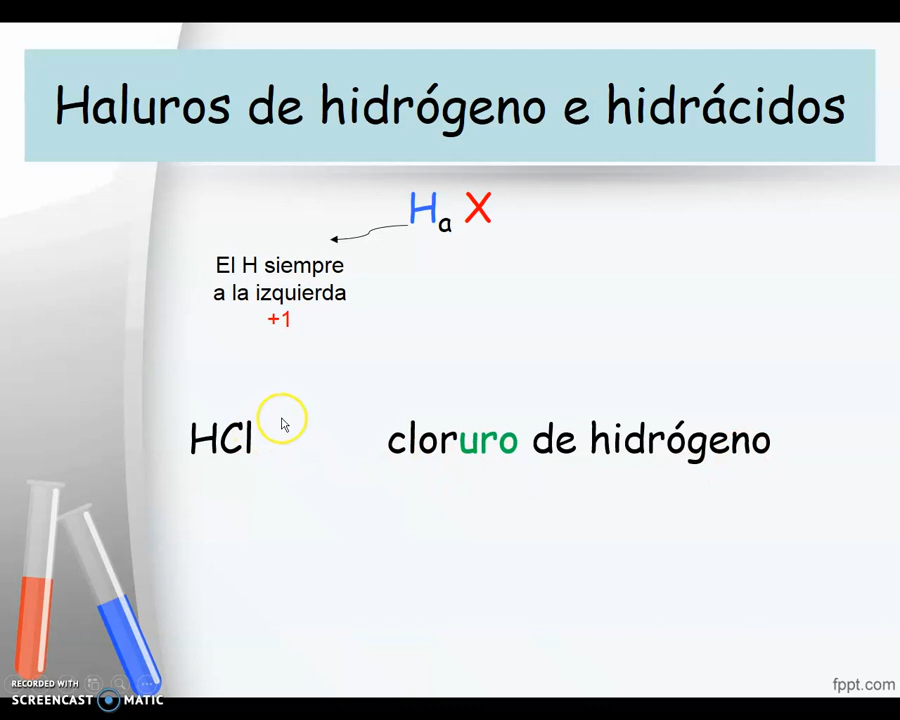 Haluros de hidrógeno e hidrácidos
Ha X
El H siempre
a la izquierda
+1
HCl cloruro de hidrógeno
RECORDED WITH
SCREENCAST MATIC
fppt.com